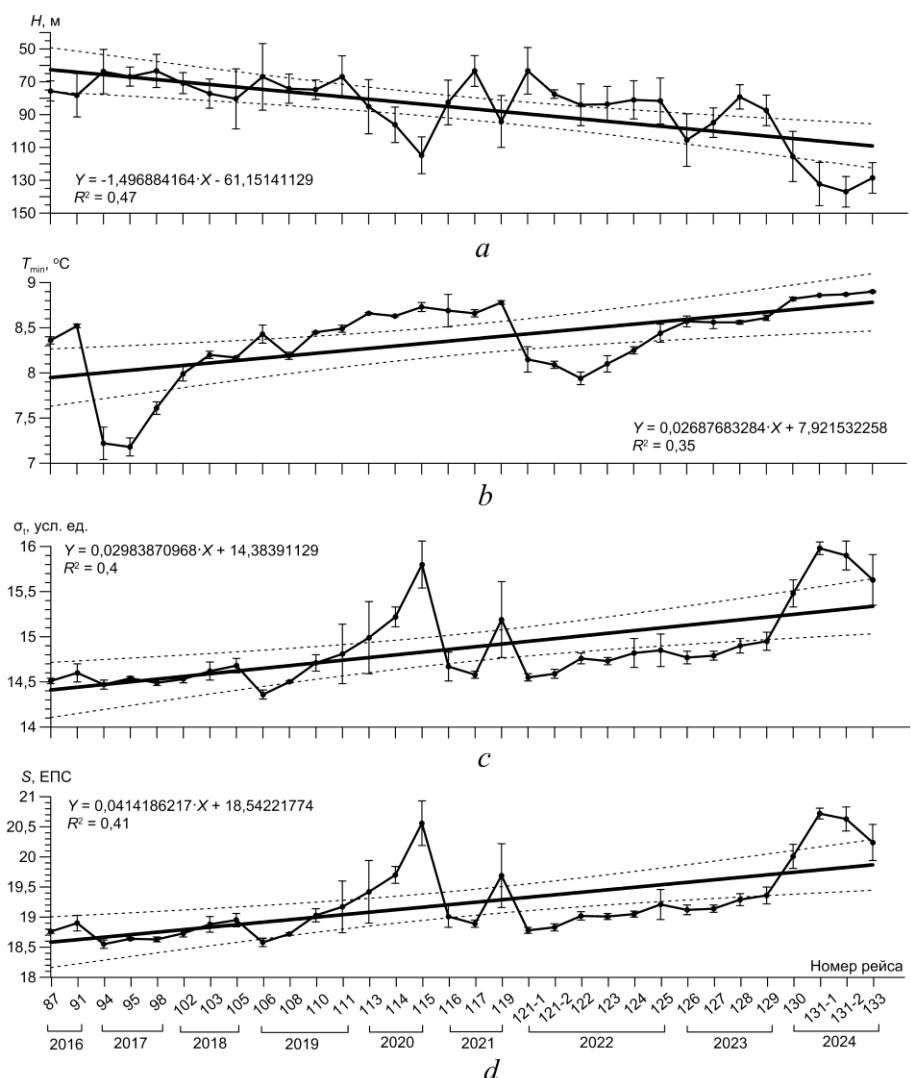 H, м
50
70
90
110
130
150
Y = -1,496884164·X - 61,15141129
R² = 0,47
a
Tmin, °C
9
8,5
8
7,5
7
Y = 0,02687683284·X + 7,921532258
R² = 0,35
b
σt, усл. ед.
16
15,5
15
14,5
14
Y = 0,02983870968·X + 14,38391129
R² = 0,4
c
S, ЕПС
21
20,5
20
19,5
19
18,5
18
Y = 0,0414186217·X + 18,54221774
R² = 0,41
Номер рейса
87 91 94 95 98 102 103 105 106 108 110 111 113 114 115 116 117 119 121-1 121-2 122 123 124 125 126 127 128 129 130 131-1 131-2 133
2016 2017 2018 2019 2020 2021 2022 2023 2024
d